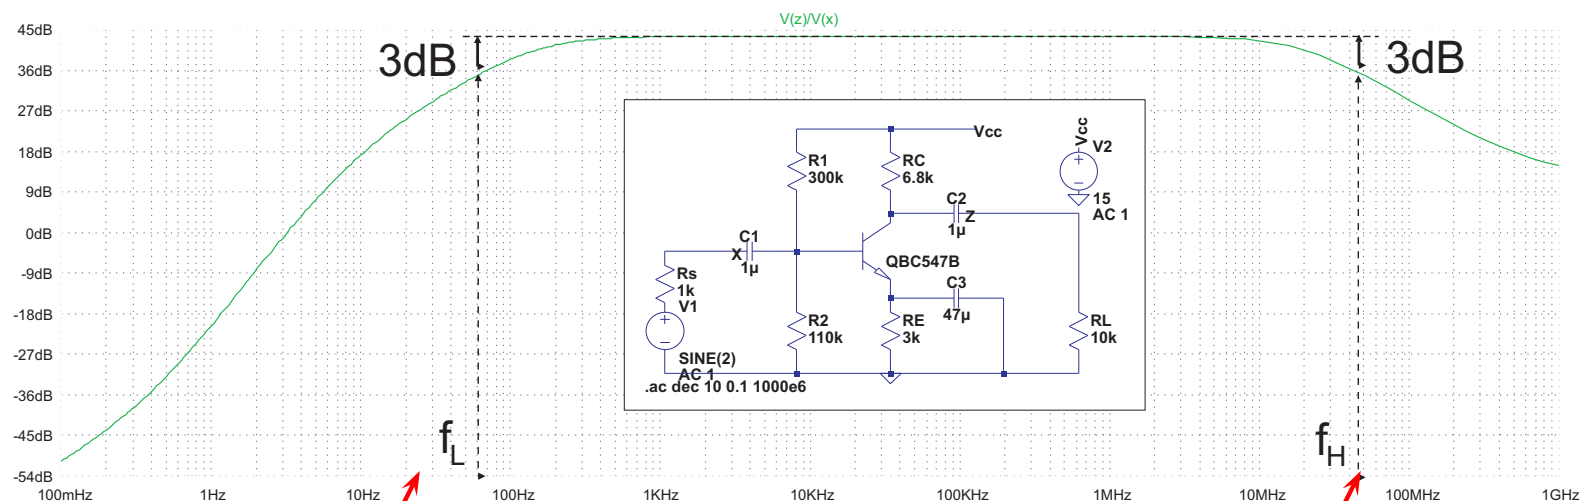 V(z)/V(x)
45dB
36dB
27dB
18dB
9dB
0dB
-9dB
-18dB
-27dB
-36dB
-45dB
-54dB
3dB
3dB
Vcc
R1
300k
RC
6.8k
Vcc
V2
15
AC 1
C2
Z
1µ
C1
X
1µ
QBC547B
Rs
1k
V1
C3
47µ
R2
110k
RE
3k
RL
10k
SINE(2)
AC 1
.ac dec 10 0.1 1000e6
fL
fH
100mHz 1Hz 10Hz 100Hz 1KHz 10KHz 100KHz 1MHz 10MHz 100MHz 1GHz